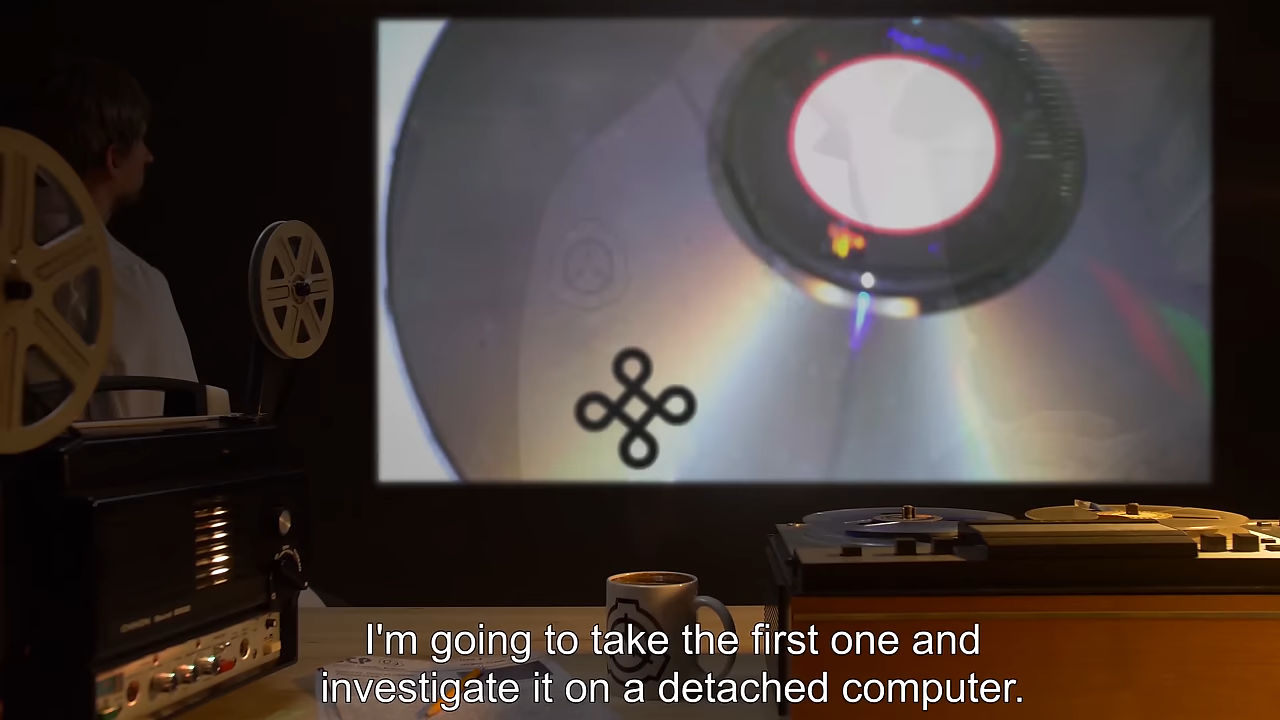 I'm going to take the first one and
investigate it on a detached computer.